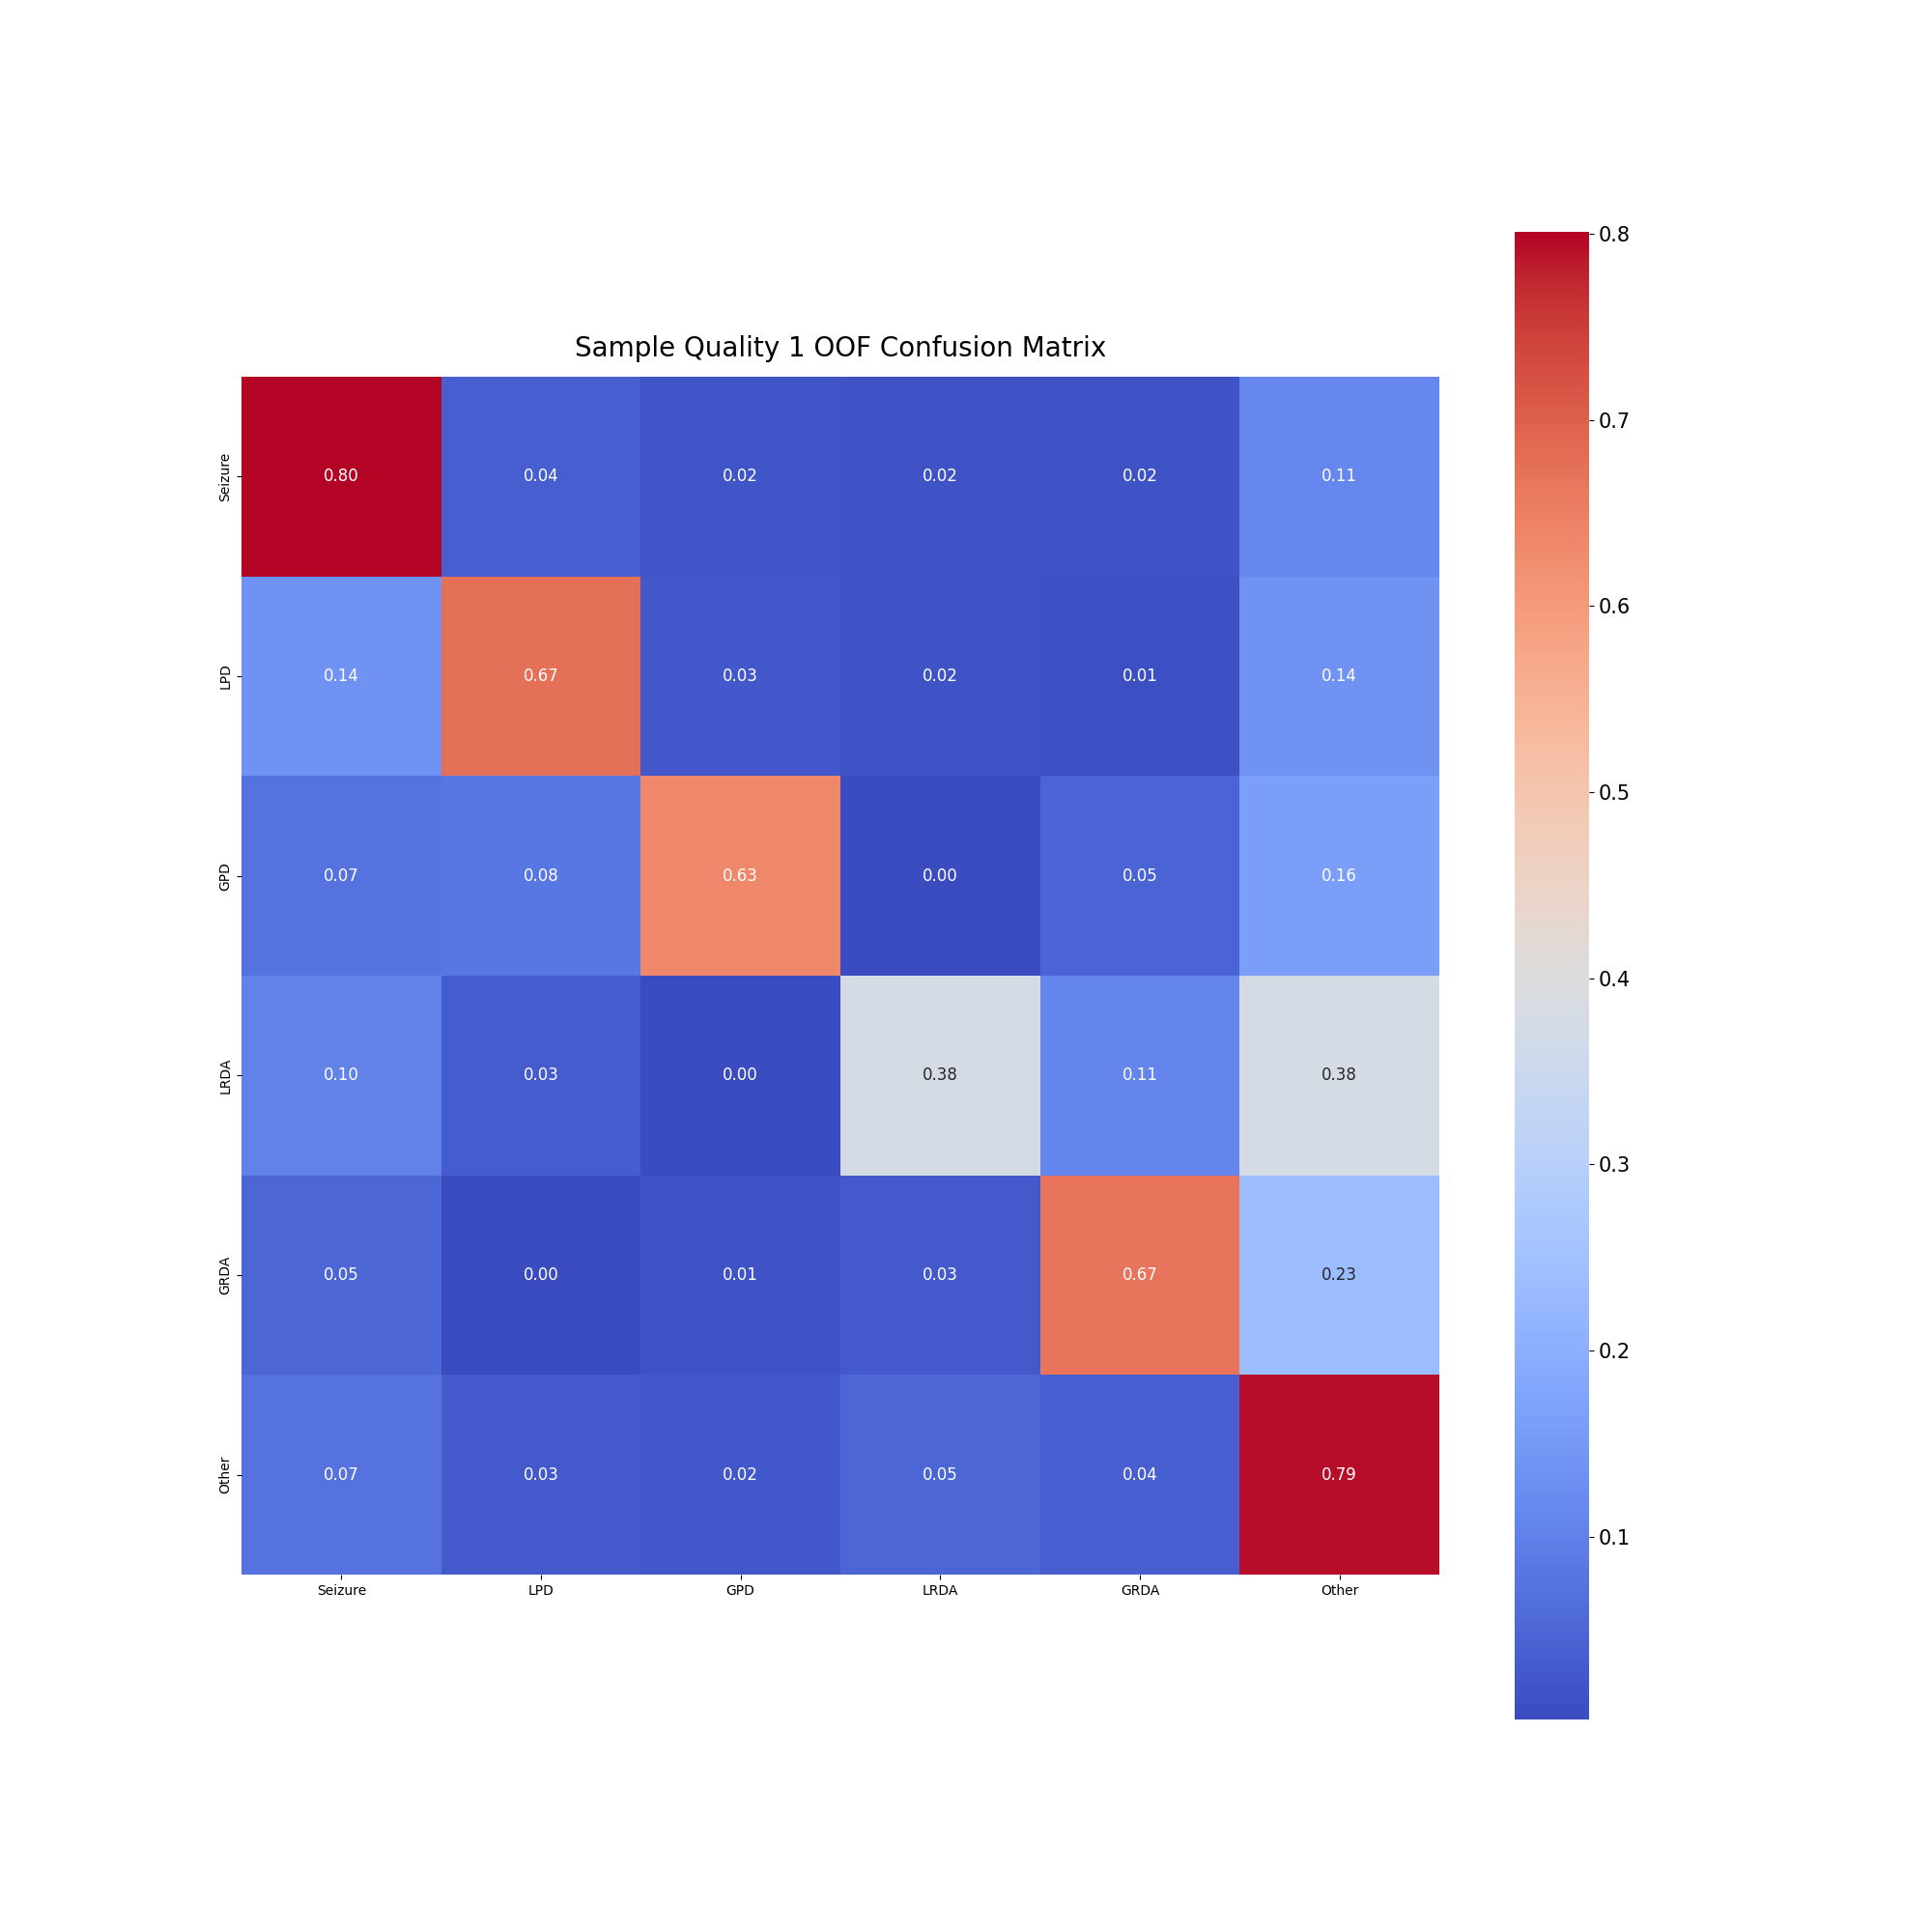 Sample Quality 1 OOF Confusion Matrix
Seizure 0.80 0.04 0.02 0.02 0.02 0.11
LPD 0.14 0.67 0.03 0.02 0.01 0.14
GPD 0.07 0.08 0.63 0.00 0.05 0.16
LRDA 0.10 0.03 0.00 0.38 0.11 0.38
GRDA 0.05 0.00 0.01 0.03 0.67 0.23
Other 0.07 0.03 0.02 0.05 0.04 0.79
Seizure LPD GPD LRDA GRDA Other
0.8
0.7
0.6
0.5
0.4
0.3
0.2
0.1